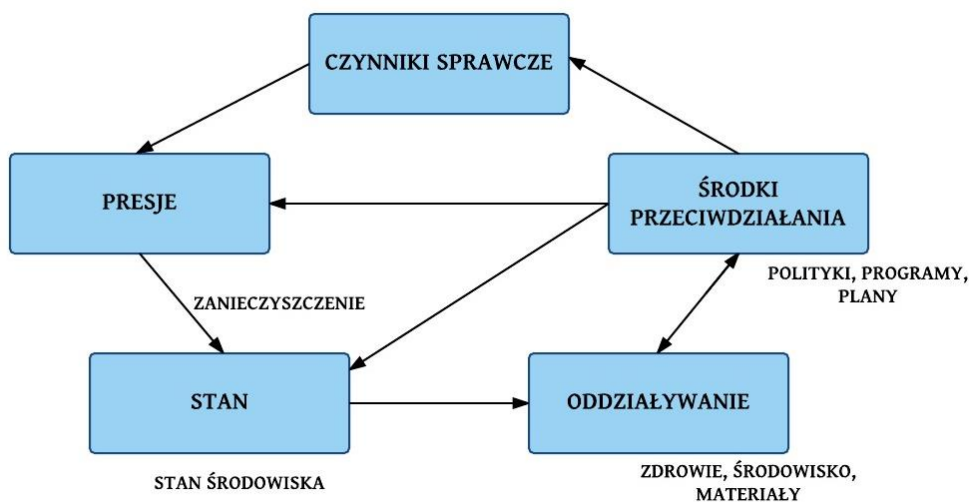 CZYNNIKI SPRAWCZE
PRESJE
ŚRODKI
PRZECIWDZIAŁANIA
POLITYKI, PROGRAMY,
PLANY
ZANIECZYSZCZENIE
STAN
ODDZIAŁYWANIE
STAN ŚRODOWISKA
ZDROWIE, ŚRODOWISKO,
MATERIAŁY